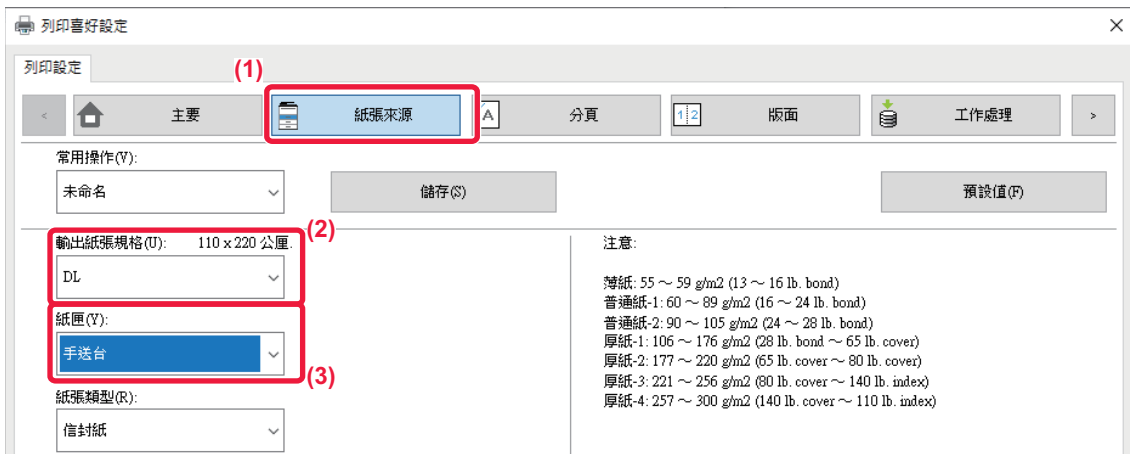 列印喜好設定
列印設定
(1)
主要
紙張來源
A
分頁
1 2
版面
工作處理
常用操作(V):
未命名
儲存(S)
預設值(F)
輸出紙張規格(U): 110 x 220 公厘.
(2)
DL
紙匣(Y):
手送台
(3)
紙張類型(R):
信封紙
注意:
薄紙: 55 ~ 59 g/m2 (13 ~ 16 lb. bond)
普通紙-1: 60 ~ 89 g/m2 (16 ~ 24 lb. bond)
普通紙-2: 90 ~ 105 g/m2 (24 ~ 28 lb. bond)
厚紙-1: 106 ~ 176 g/m2 (28 lb. bond ~ 65 lb. cover)
厚紙-2: 177 ~ 220 g/m2 (65 lb. cover ~ 80 lb. cover)
厚紙-3: 221 ~ 256 g/m2 (80 lb. cover ~ 140 lb. index)
厚紙-4: 257 ~ 300 g/m2 (140 lb. cover ~ 110 lb. index)